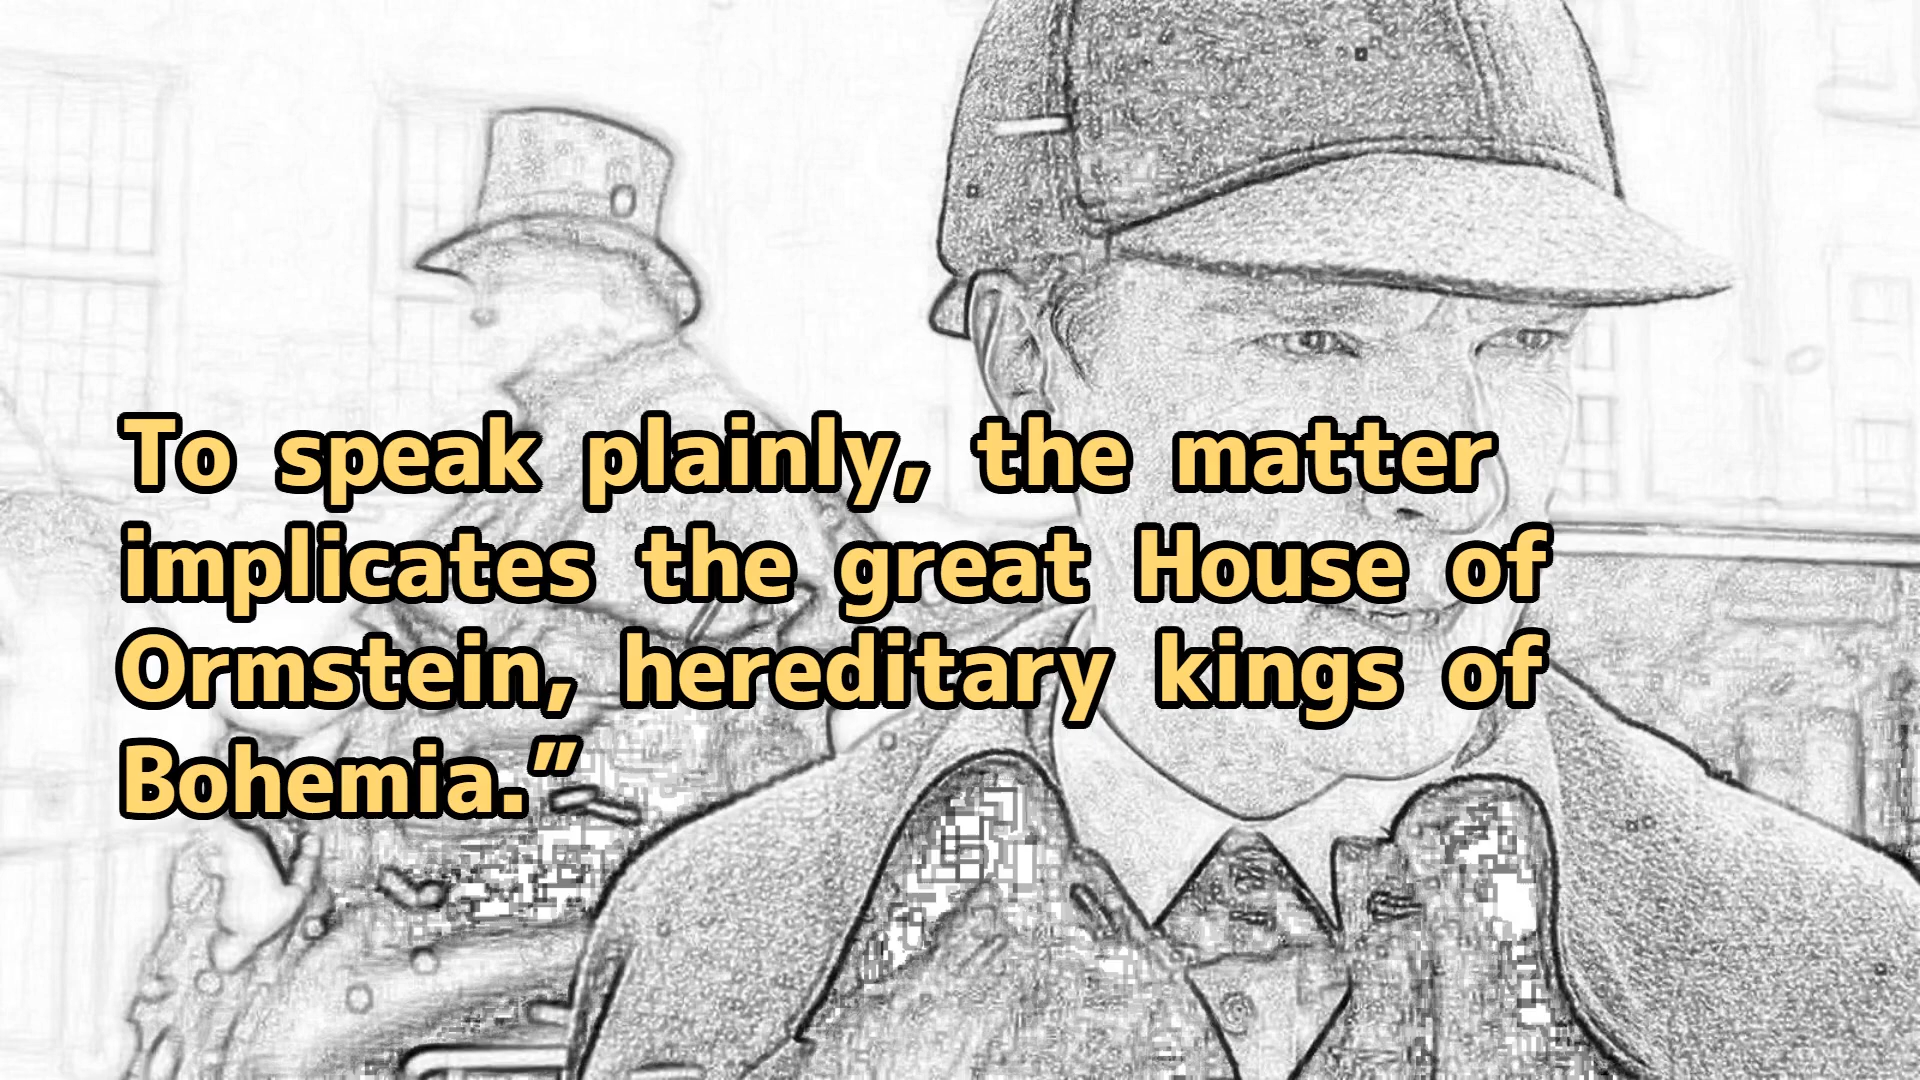 To speak plainly, the matter
implicates the great House of
Ormstein, hereditary kings of
Bohemia.”